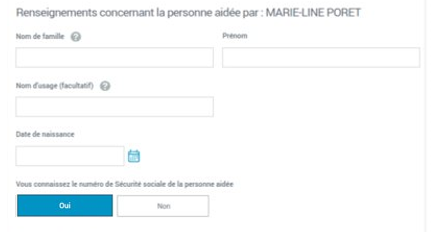 Renseignements concernant la personne aidée par : MARIE-LINE PORET
Nom de famille ?
Prénom
Nom d'usage (facultatif) ?
Date de naissance
Vous connaissez le numéro de Sécurité sociale de la personne aidée
Oui
Non